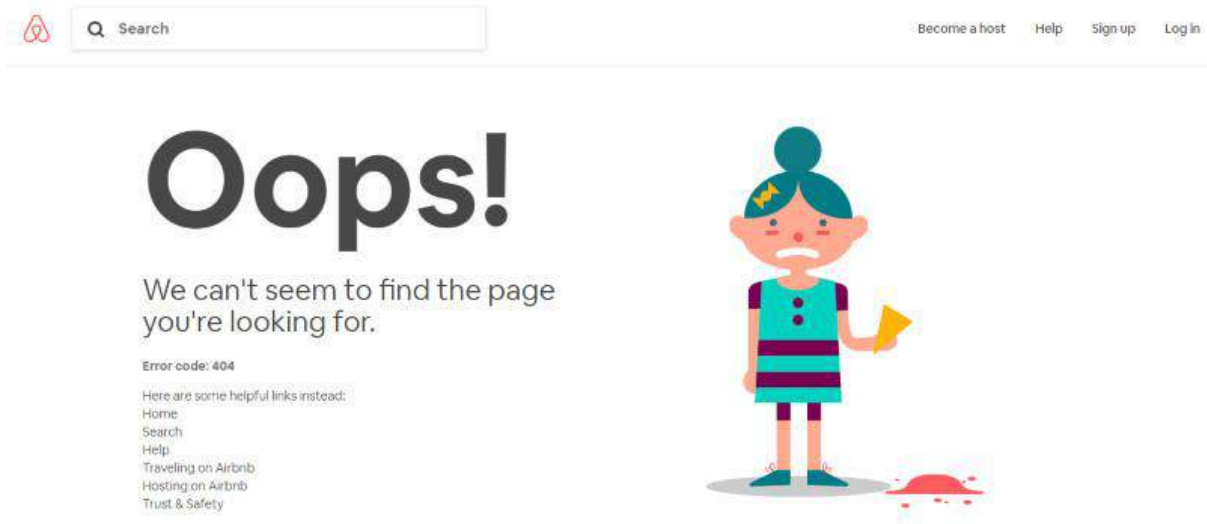 Search
Become a host
Help
Sign up
Log in
Oops!
We can't seem to find the page
you're looking for.
Error code: 404
Here are some helpful links instead:
Home
Search
Help
Traveling on Airbnb
Hosting on Airbnb
Trust & Safety